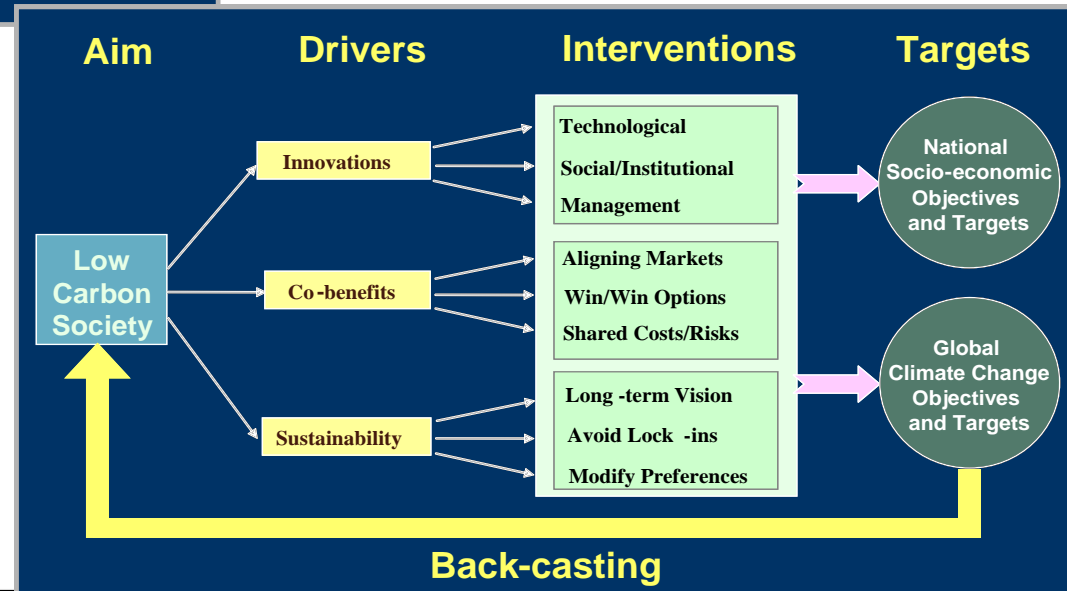 Aim
Drivers
Interventions
Targets
Low
Carbon
Society
Innovations
Co -benefits
Sustainability
Technological
Social/Institutional
Management
Aligning Markets
Win/Win Options
Shared Costs/Risks
Long -term Vision
Avoid Lock -ins
Modify Preferences
National
Socio-economic
Objectives
and Targets
Global
Climate Change
Objectives
and Targets
Back-casting